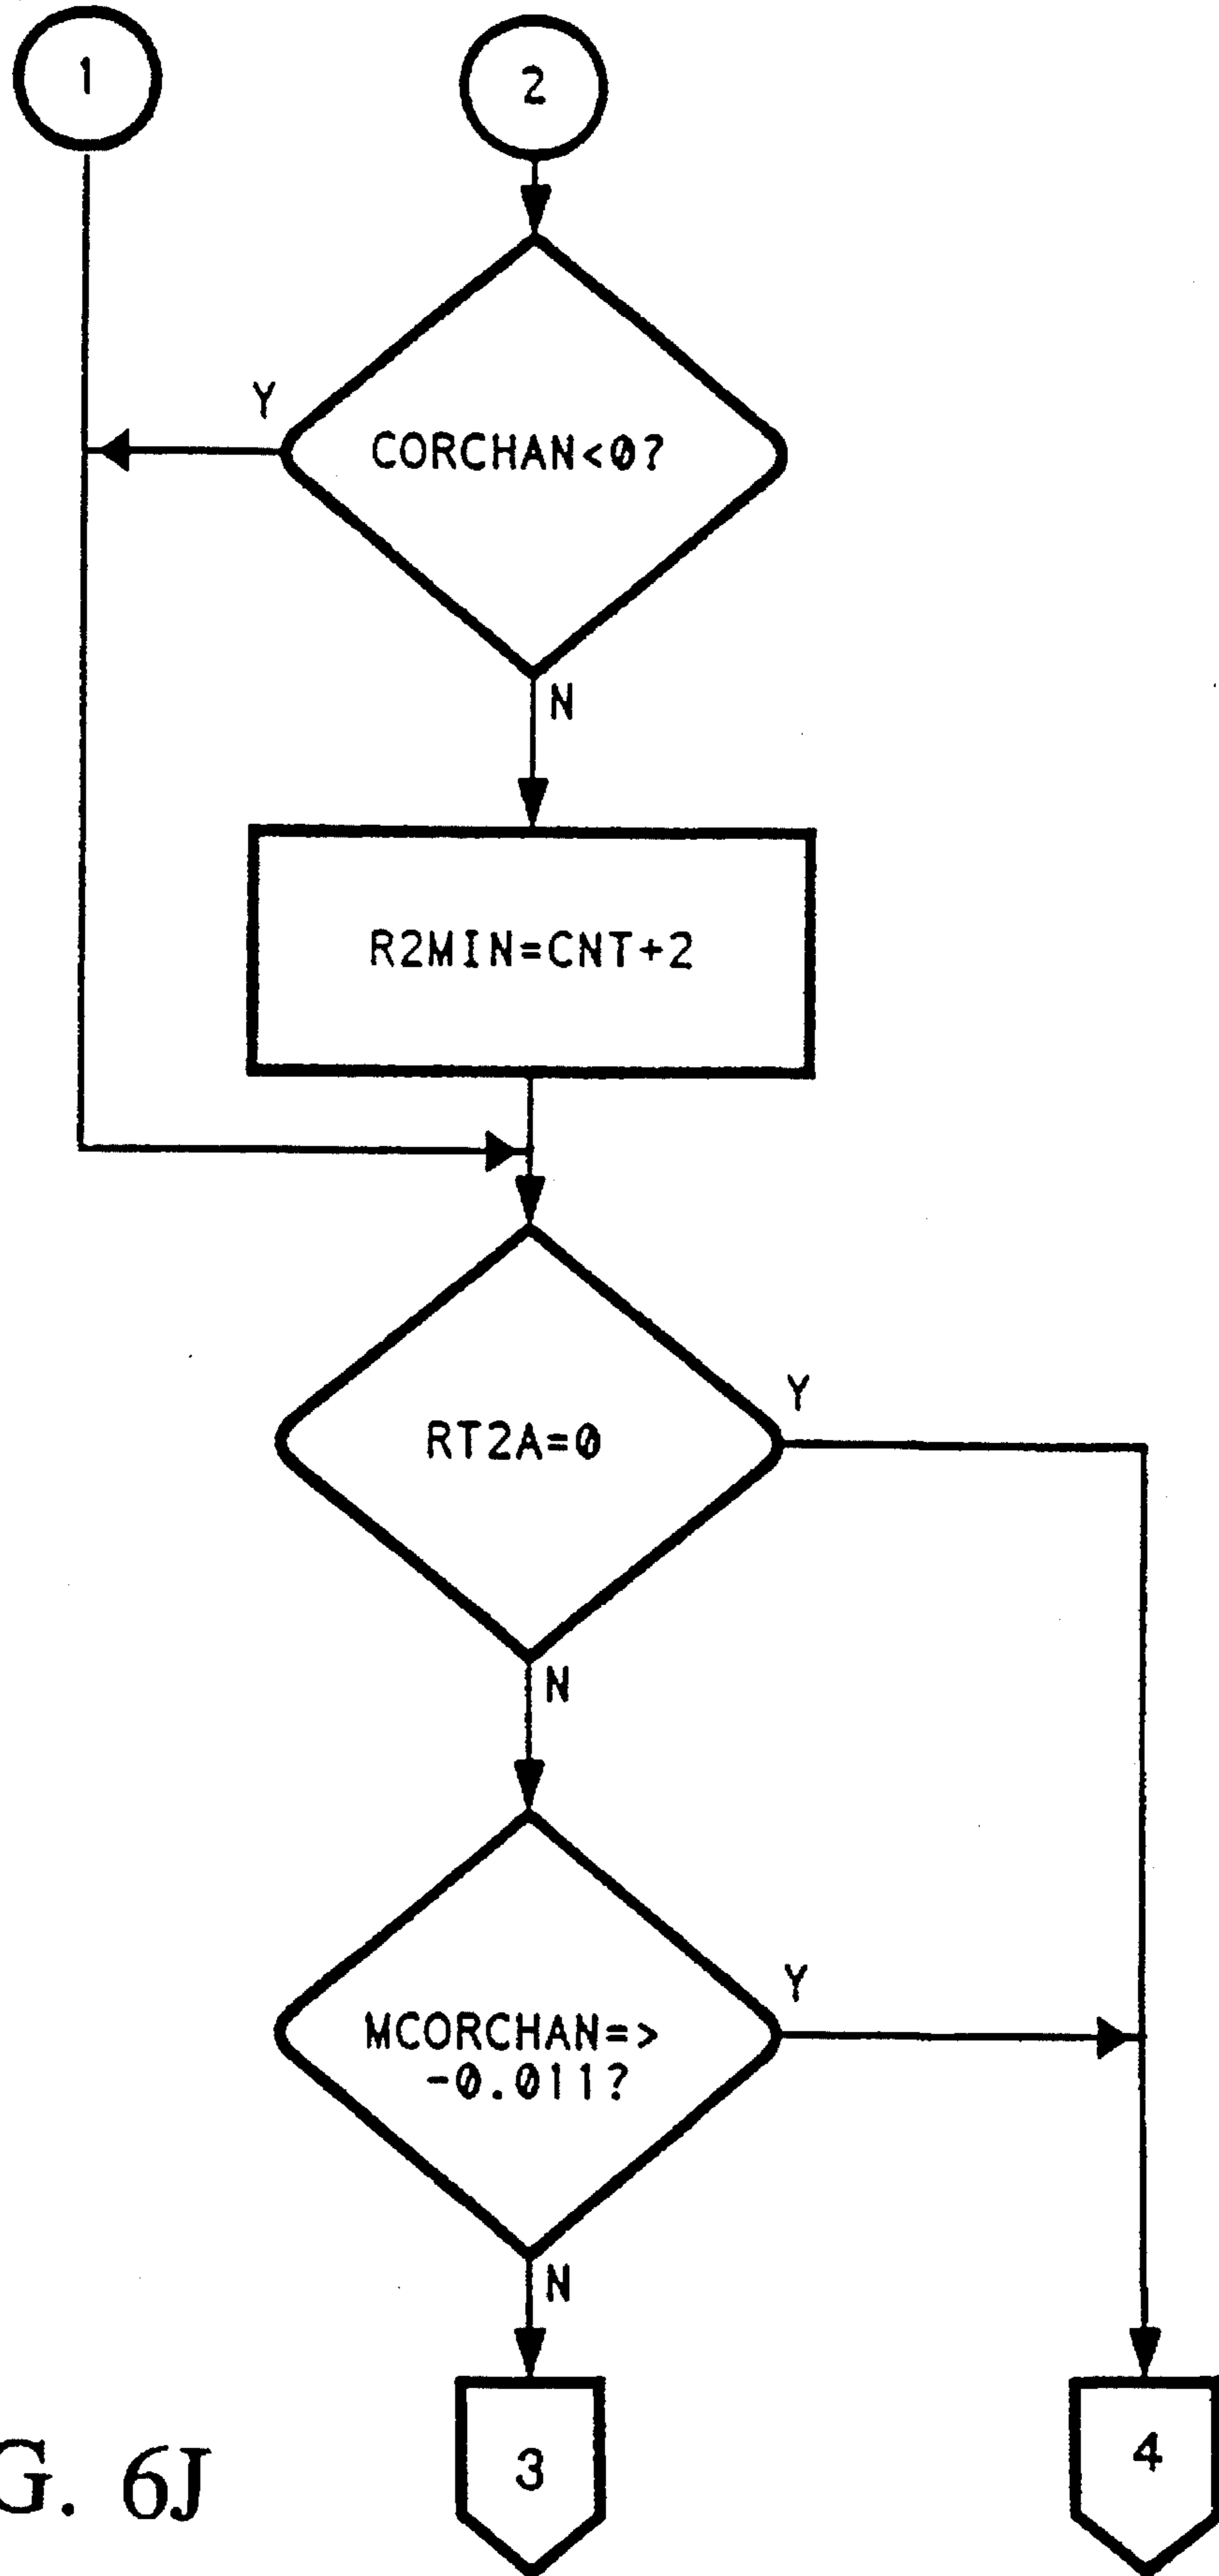 1
2
Y
CORCHAN<0?
N
R2MIN=CNT+2
Y
RT2A=0
N
Y
MCORCHAN=>
-0.011?
N
3
4
G. 6J